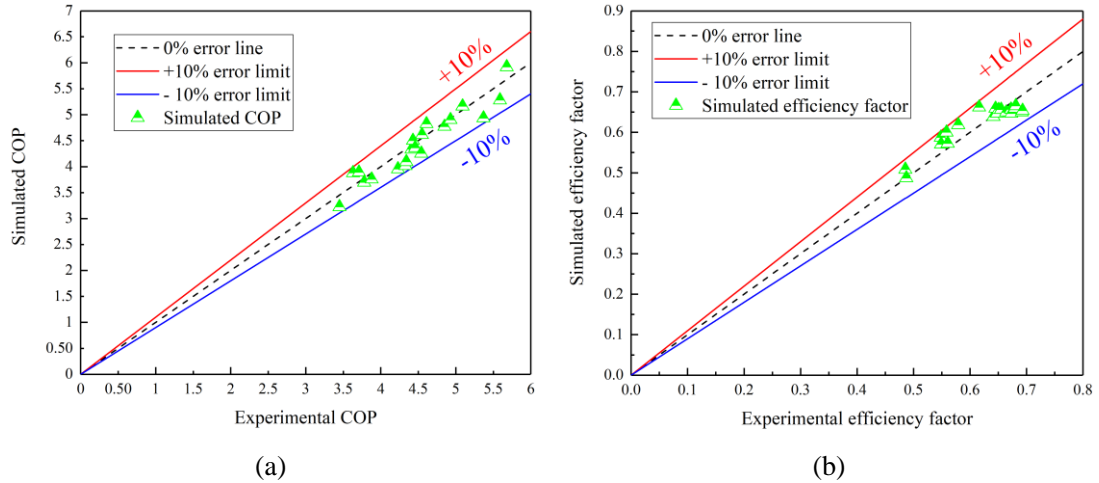 7
6.5
6
5.5
5
4.5
4
3.5
3
2.5
2
1.5
1
0.50
0
0 0.50 1 1.5 2 2.5 3 3.5 4 4.5 5 5.5 6
Simulated COP
Experimental COP
0% error line
+10% error limit
- 10% error limit
Simulated COP
+10%
-10%
(a)
0.9
0.8
0.7
0.6
0.5
0.4
0.3
0.2
0.1
0.0
0.0 0.1 0.2 0.3 0.4 0.5 0.6 0.7 0.8
Simulated efficiency factor
Experimental efficiency factor
0% error line
+10% error limit
- 10% error limit
Simulated efficiency factor
+10%
-10%
(b)